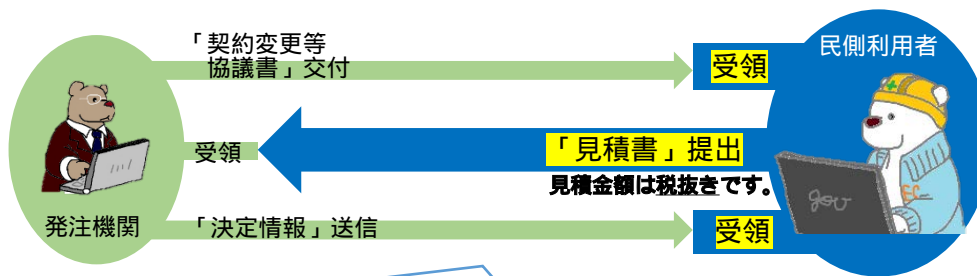 「契約変更等
協議書」交付
受領
民側利用者
受領
「見積書」提出
見積金額は税抜きです。
gov
EC
発注機関
「決定情報」送信
受領